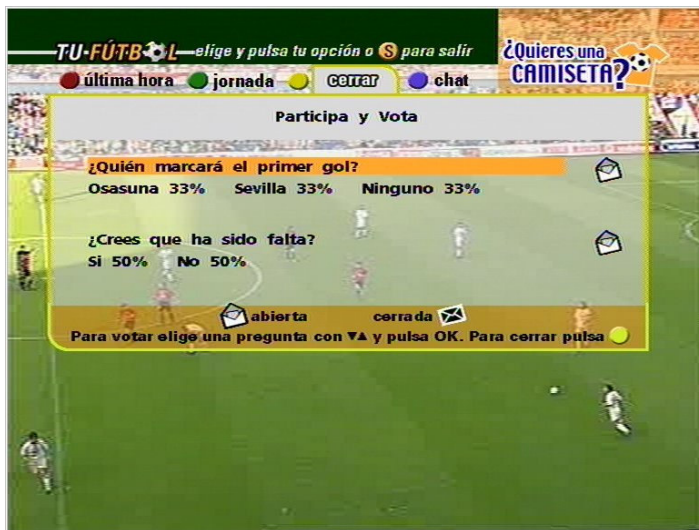 TU FÚTBOL elige y pulsa tu opción o S para salir
¿Quieres una
CAMISETA?
última hora jornada cerrar chat
Participa y Vota
¿Quién marcará el primer gol?
Osasuna 33% Sevilla 33% Ninguno 33%
¿Crees que ha sido falta?
Si 50% No 50%
abierta cerrada
Para votar elige una pregunta con ▼▲ y pulsa OK. Para cerrar pulsa